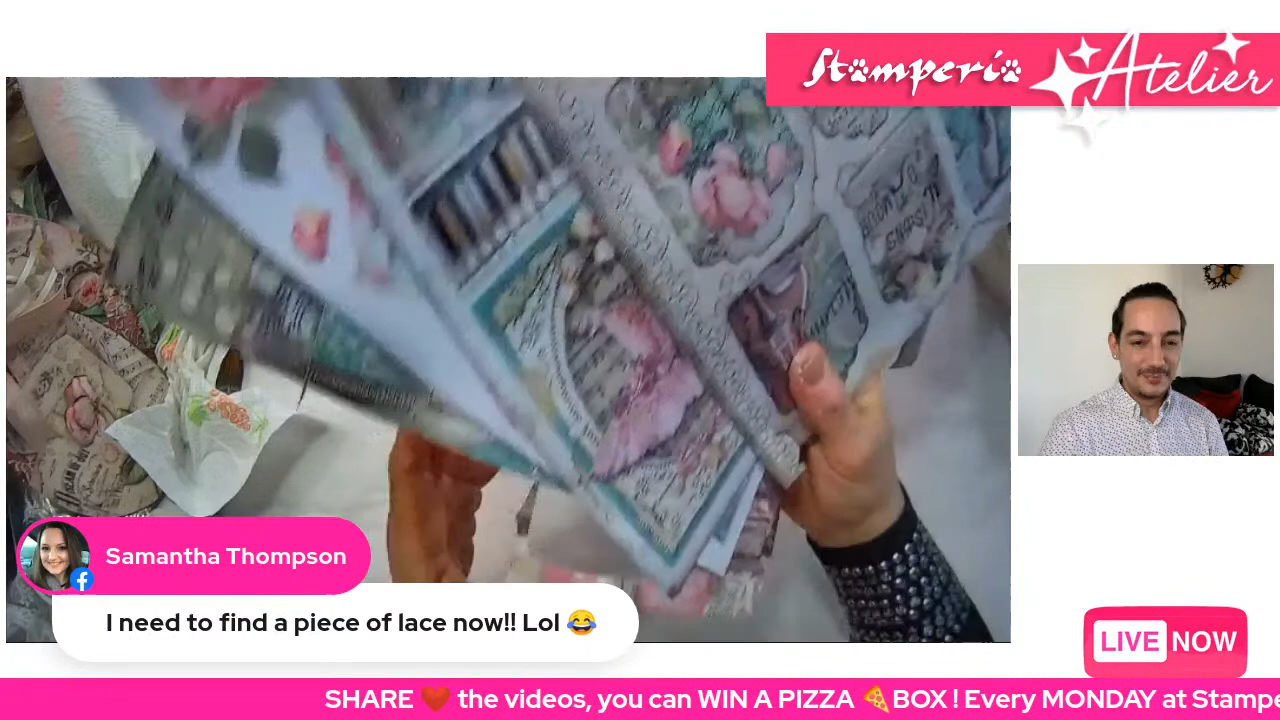 Stamperia Atelier
Samantha Thompson
I need to find a piece of lace now!! Lol 😂
LIVE NOW
SHARE ❤️ the videos, you can WIN A PIZZA 🍕BOX ! Every MONDAY at Stampe